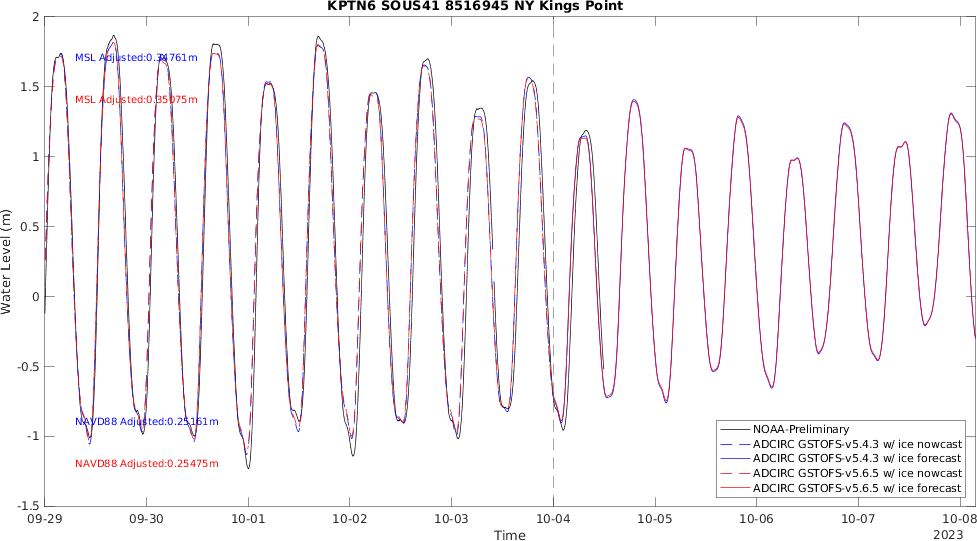 KPTN6 SOUS41 8516945 NY Kings Point
2
1.5
1
0.5
0
-0.5
-1
-1.5
Water Level (m)
MSL Adjusted:0.34761m
MSL Adjusted:0.35075m
NAVD88 Adjusted:0.25161m
NAVD88 Adjusted:0.25475m
NOAA-Preliminary
ADCIRC GSTOFS-v5.4.3 w/ ice nowcast
ADCIRC GSTOFS-v5.4.3 w/ ice forecast
ADCIRC GSTOFS-v5.6.5 w/ ice nowcast
ADCIRC GSTOFS-v5.6.5 w/ ice forecast
09-29 09-30 10-01 10-02 10-03 10-04 10-05 10-06 10-07 10-08
Time
2023